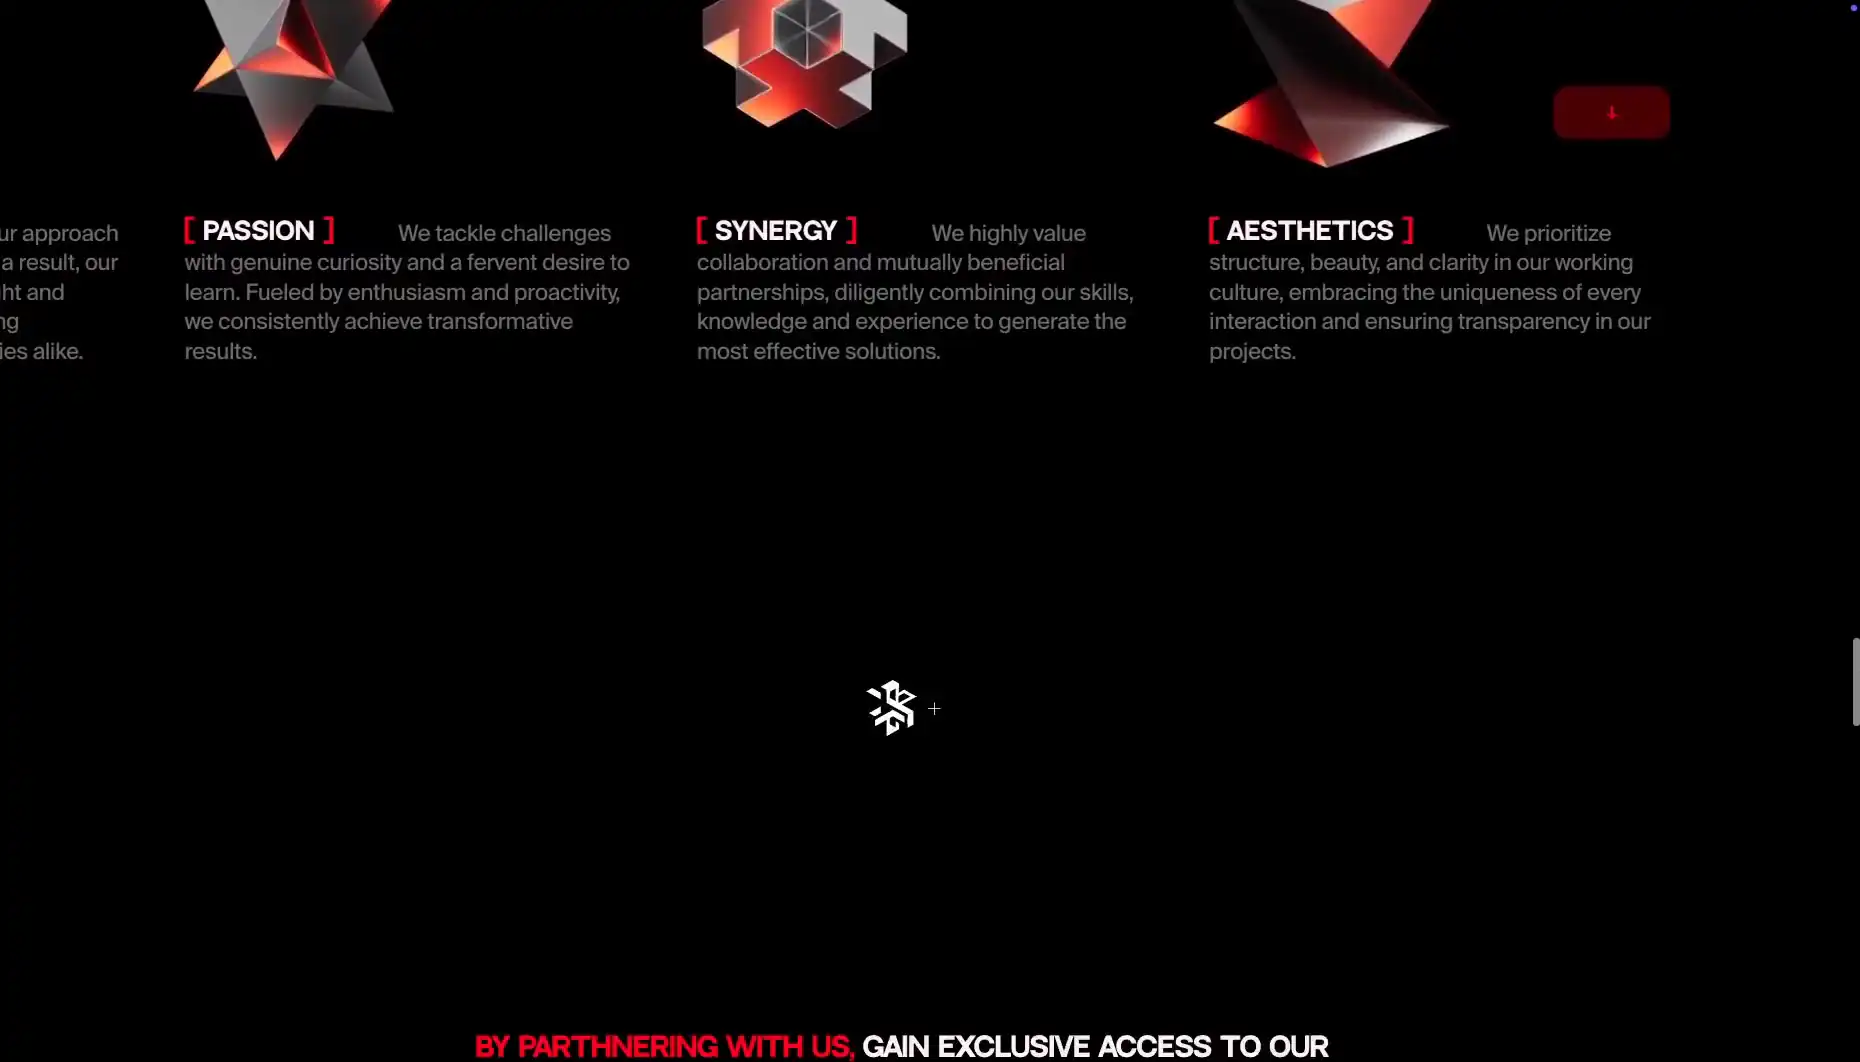 ur approach
a result, our
ht and
ng
ies alike.
[ PASSION ] We tackle challenges
with genuine curiosity and a fervent desire to
learn. Fueled by enthusiasm and proactivity,
we consistently achieve transformative
results.
[ SYNERGY ] We highly value
collaboration and mutually beneficial
partnerships, diligently combining our skills,
knowledge and experience to generate the
most effective solutions.
[ AESTHETICS ] We prioritize
structure, beauty, and clarity in our working
culture, embracing the uniqueness of every
interaction and ensuring transparency in our
projects.
BY PARTHNERING WITH US, GAIN EXCLUSIVE ACCESS TO OUR